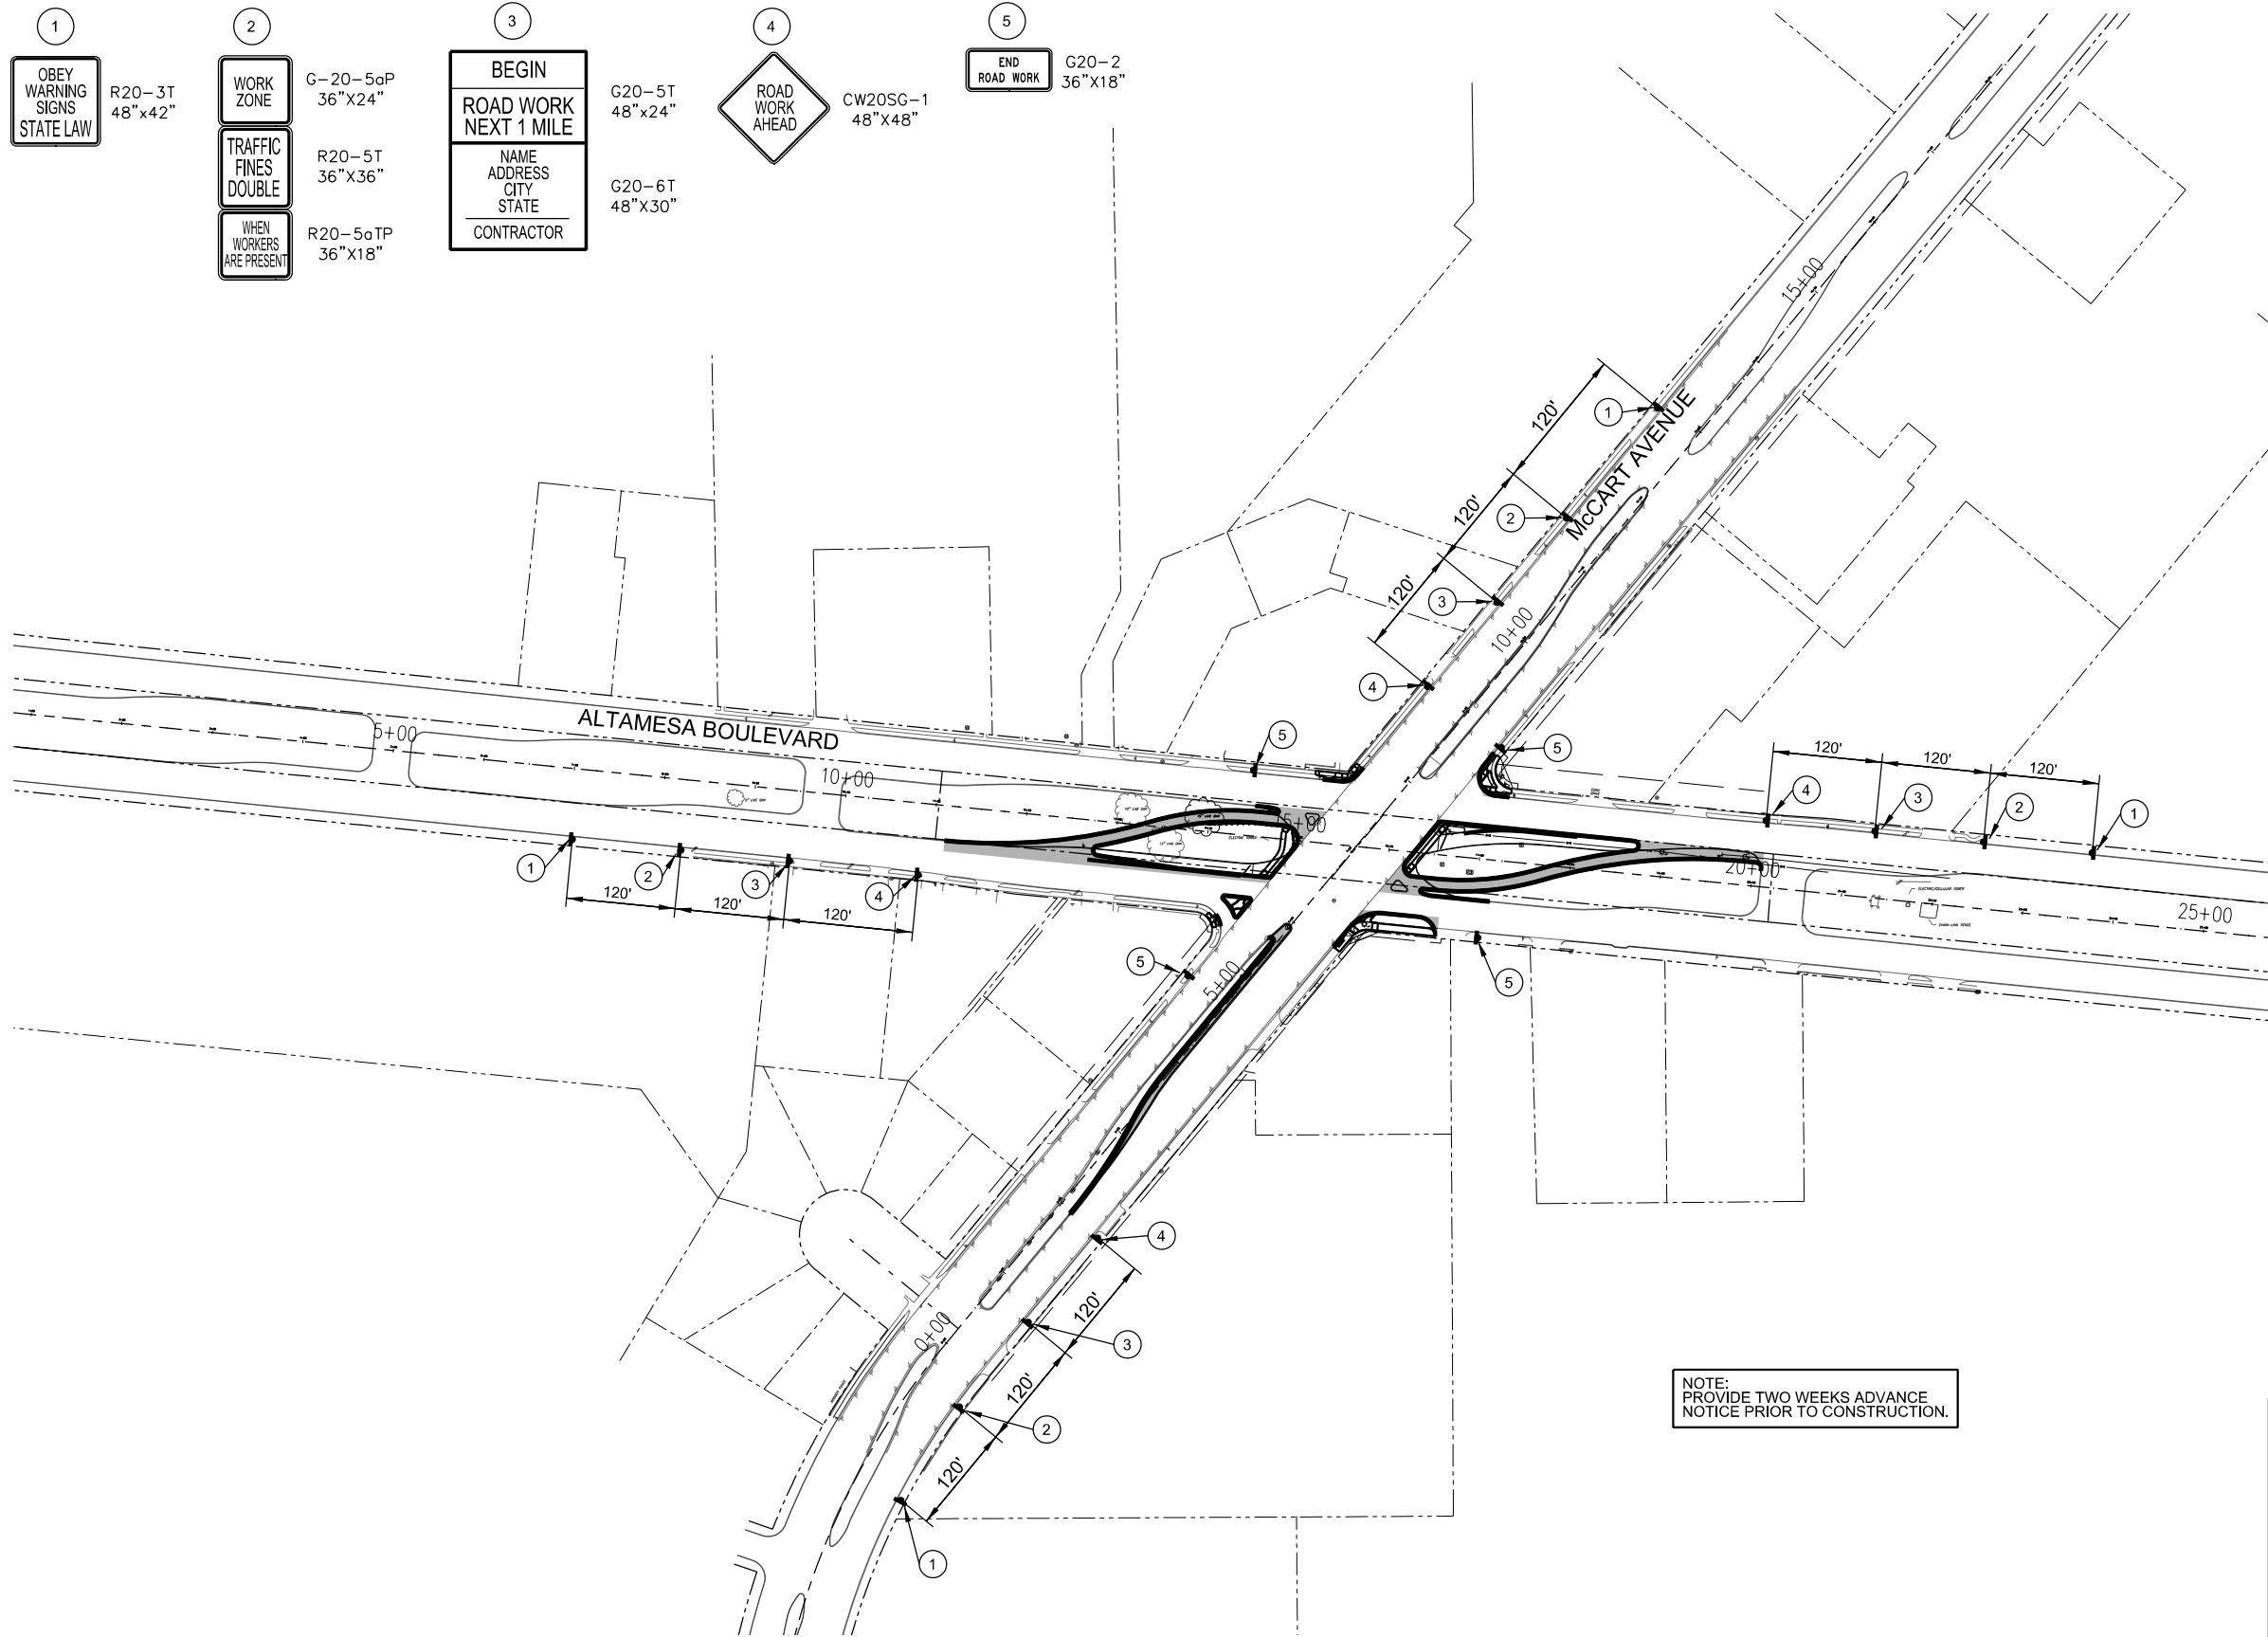 1
OBEY
WARNING
SIGNS
STATE LAW
R20-3T
48"x42"
2
WORK
ZONE
G-20-5aP
36"X24"
TRAFFIC
FINES
DOUBLE
R20-5T
36"X36"
WHEN
WORKERS
ARE PRESENT
R20-5aTP
36"X18"
3
BEGIN
ROAD WORK
NEXT 1 MILE
G20-5T
48"x24"
NAME
ADDRESS
CITY
STATE
CONTRACTOR
G20-6T
48"X30"
4
ROAD
WORK
AHEAD
CW20SG-1
48"X48"
5
END
ROAD WORK
G20-2
36"X18"
15+00
120'
1
McCART AVENUE
120'
2
120'
3
10+00
4
5
5
ALTAMESA BOULEVARD
5+00
10+00
15+00
120'
120'
120'
4
3
2
1
20+00
ELECTRIC/CELLULAR TOWER
CHAIN-LINK FENCE
25+00
1
2
3
4
120'
120'
120'
5
5+00
5
4
120'
3
0+00
120'
2
120'
1
NOTE:
PROVIDE TWO WEEKS ADVANCE
NOTICE PRIOR TO CONSTRUCTION.